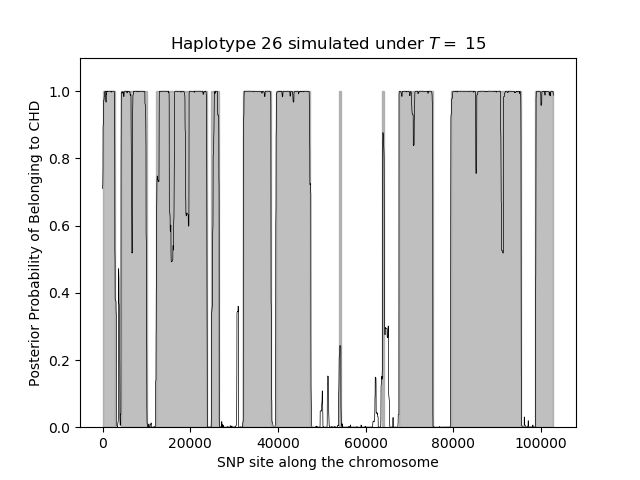 Haplotype 26 simulated under T = 15
Posterior Probability of Belonging to CHD
1.0
0.8
0.6
0.4
0.2
0.0
0 20000 40000 60000 80000 100000
SNP site along the chromosome